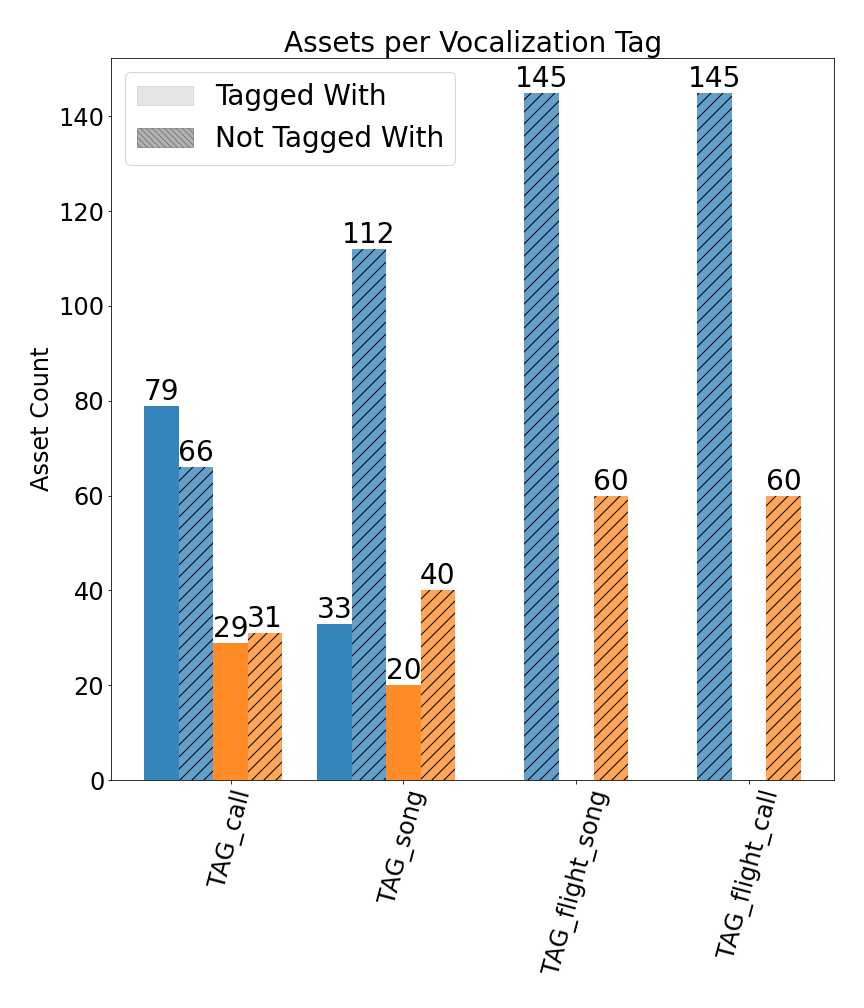 Assets per Vocalization Tag
Tagged With
Not Tagged With
Asset Count
140
120
100
80
60
40
20
0
79
66
29
31
33
112
20
40
145
60
145
60
TAG_call
TAG_song
TAG_flight_song
TAG_flight_call